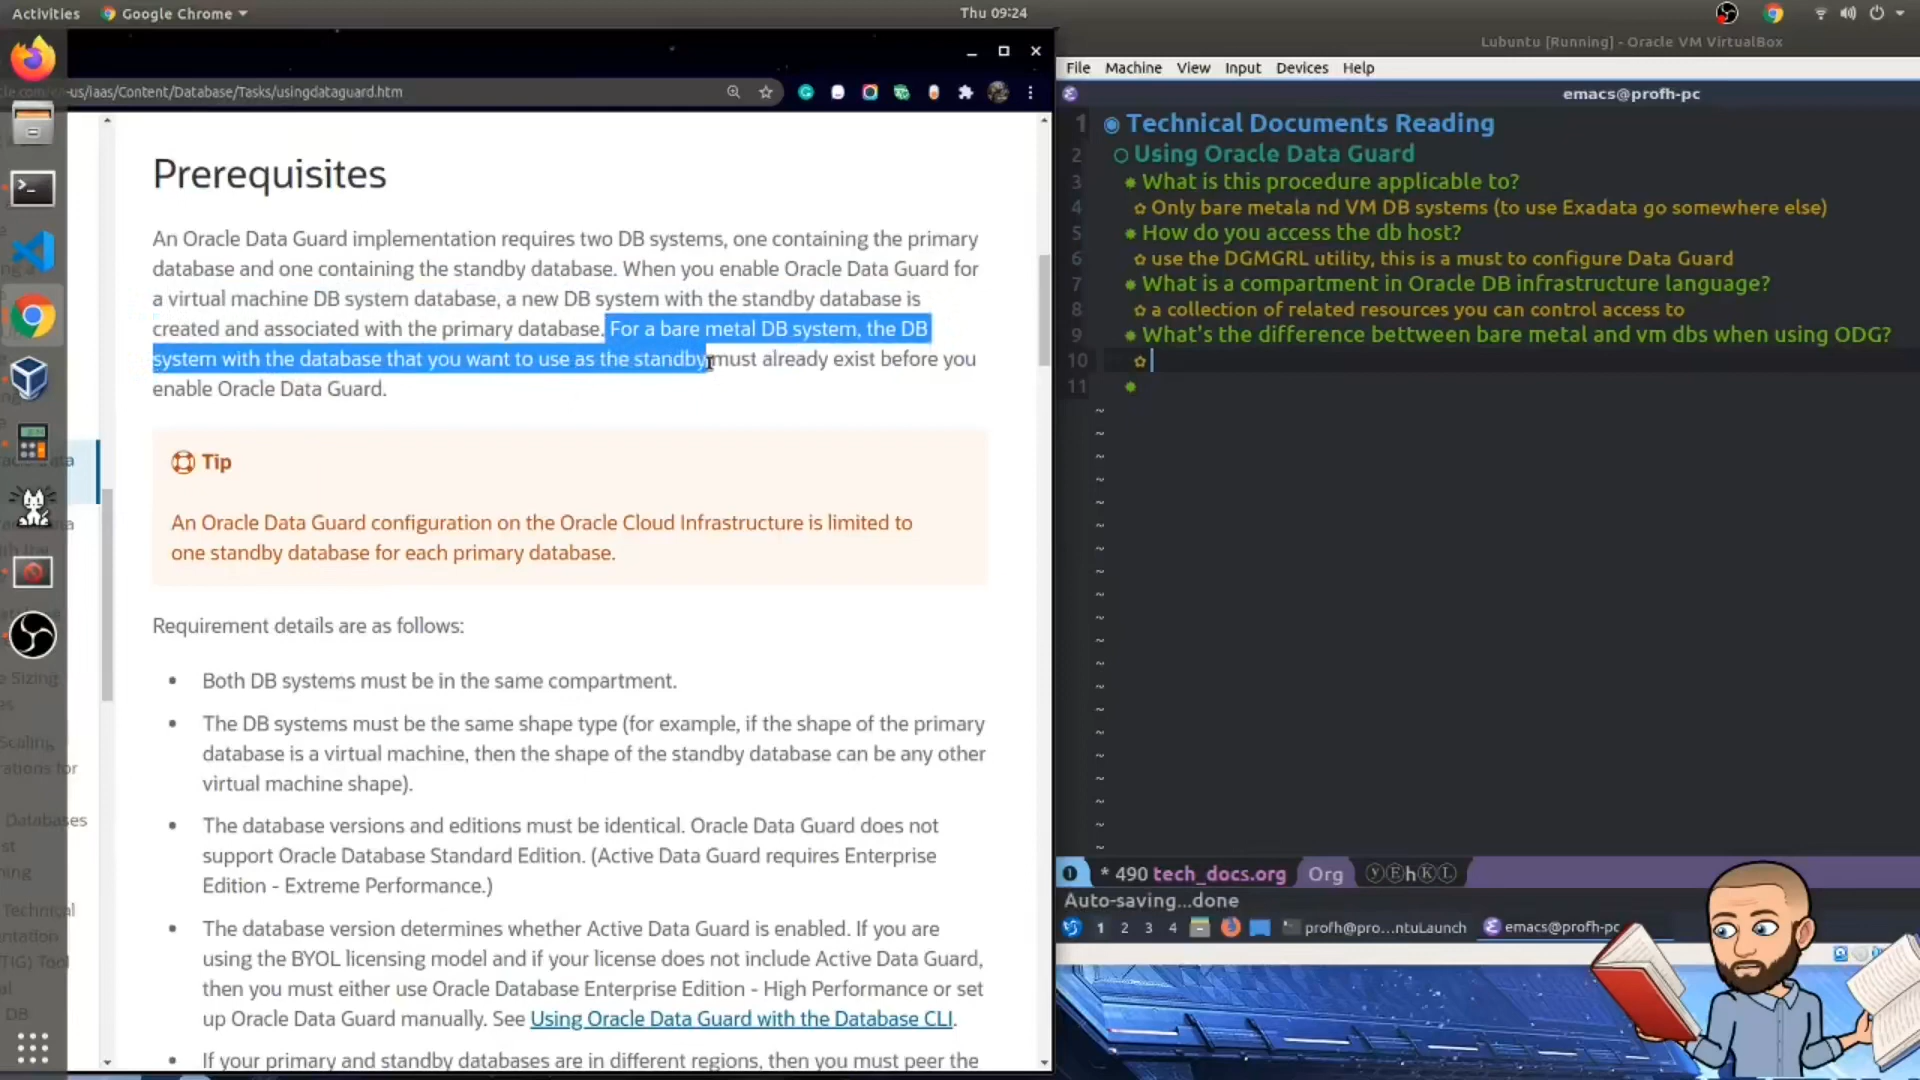 Activities
Google Chrome
Thu 09:24
cle.com/en-us/iaas/Content/Database/Tasks/usingdataguard.htm
Prerequisites
An Oracle Data Guard implementation requires two DB systems, one containing the primary
database and one containing the standby database. When you enable Oracle Data Guard for
a virtual machine DB system database, a new DB system with the standby database is
created and associated with the primary database. For a bare metal DB system, the DB
system with the database that you want to use as the standby must already exist before you
enable Oracle Data Guard.
Tip
An Oracle Data Guard configuration on the Oracle Cloud Infrastructure is limited to
one standby database for each primary database.
Requirement details are as follows:
• Both DB systems must be in the same compartment.
• The DB systems must be the same shape type (for example, if the shape of the primary
database is a virtual machine, then the shape of the standby database can be any other
virtual machine shape).
• The database versions and editions must be identical. Oracle Data Guard does not
support Oracle Database Standard Edition. (Active Data Guard requires Enterprise
Edition - Extreme Performance.)
• The database version determines whether Active Data Guard is enabled. If you are
using the BYOL licensing model and if your license does not include Active Data Guard,
then you must either use Oracle Database Enterprise Edition - High Performance or set
up Oracle Data Guard manually. See Using Oracle Data Guard with the Database CLI.
• If your primary and standby databases are in different regions, then you must peer the
Sizing
Scaling
Databases
Technical
Tool
DB
Lubuntu [Running] - Oracle VM VirtualBox
File Machine View Input Devices Help
emacs@profh-pc
1 Technical Documents Reading
2 Using Oracle Data Guard
3 What is this procedure applicable to?
4 Only bare metala nd VM DB systems (to use Exadata go somewhere else)
5 How do you access the db host?
6 use the DGMGRL utility, this is a must to configure Data Guard
7 What is a compartment in Oracle DB infrastructure language?
8 a collection of related resources you can control access to
9 What's the difference bettween bare metal and vm dbs when using ODG?
10
11
* 490 tech_docs.org Org ⓨⒺhⓀⓁ
Auto-saving...done
1 2 3 4 profh@pro...ntuLaunch emacs@profh-pc